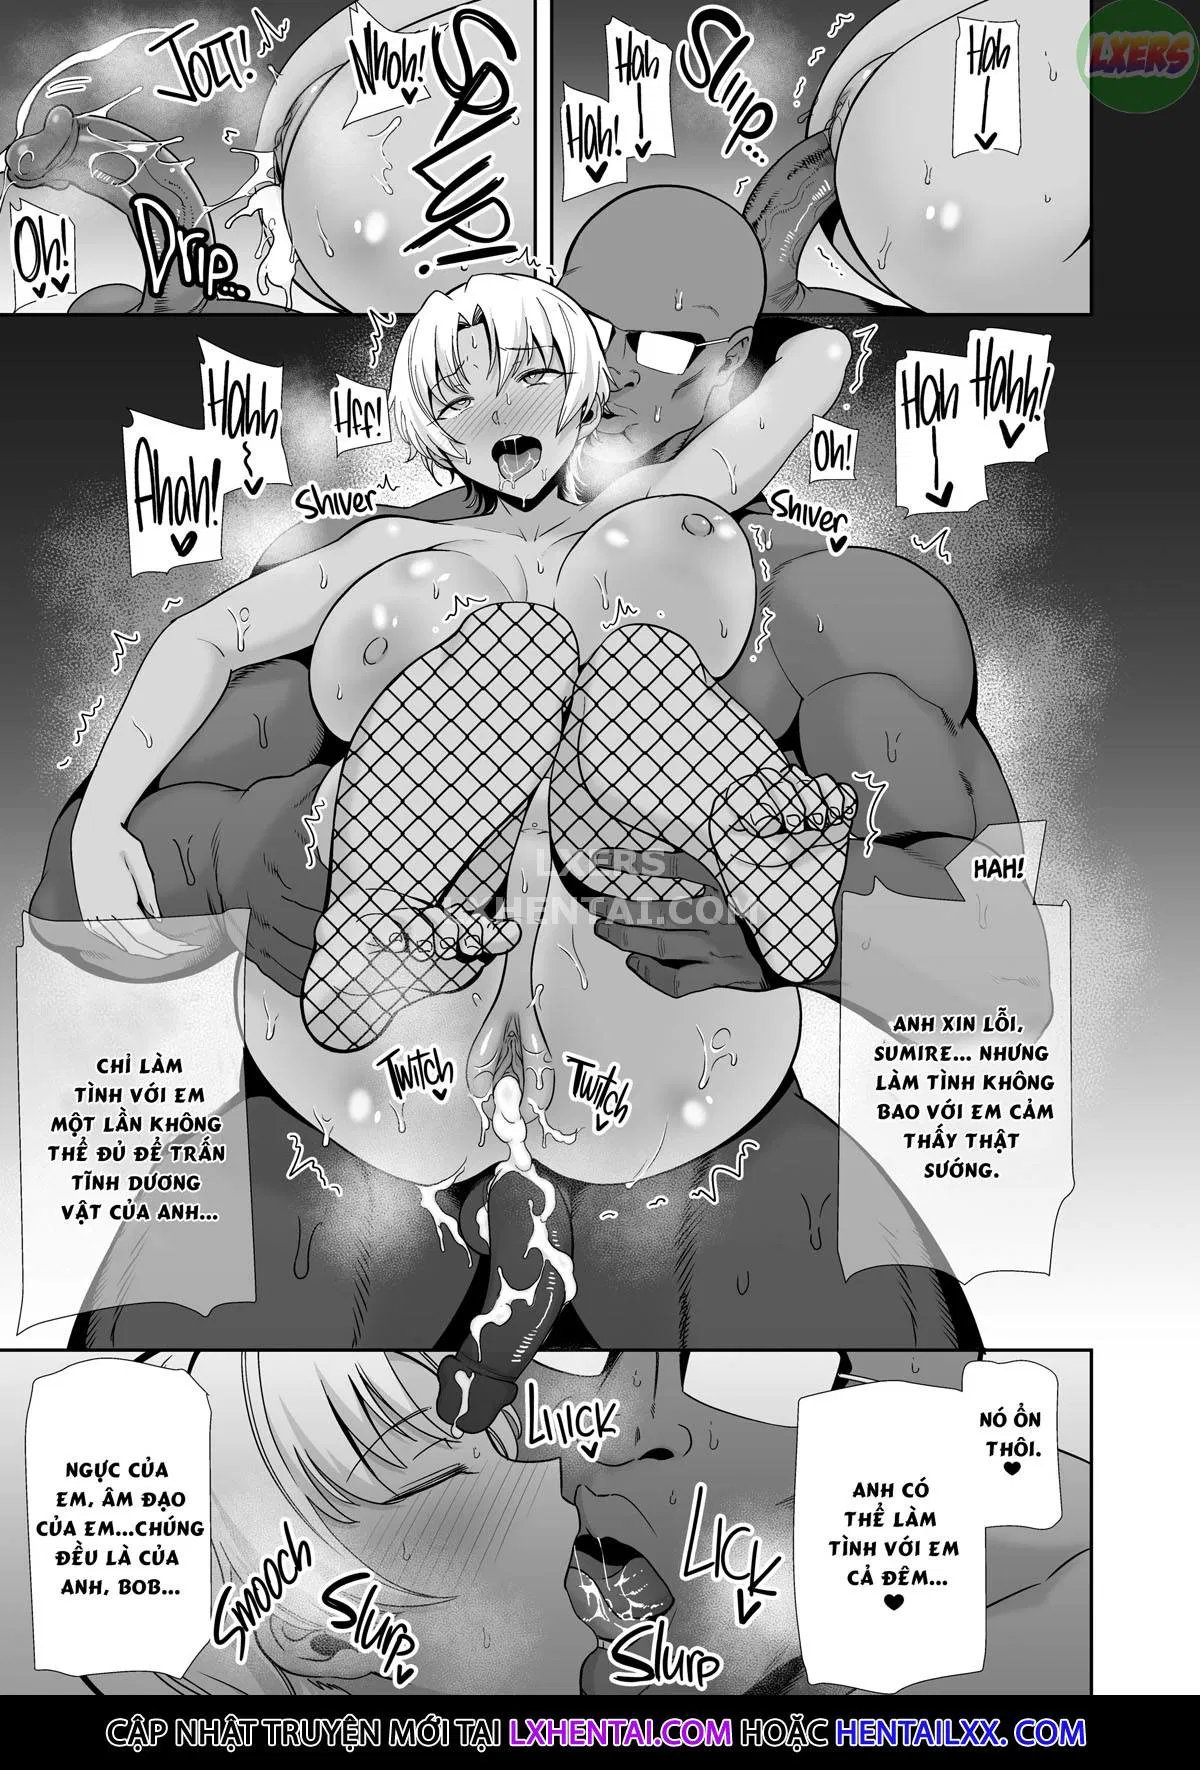 LXERS
HAH
HAH
HAH!
SLIIIP...
NHOH!
JOLT!
SPLURP!
OH!
DRIP...
HAH
HAHH!
OH!
SHIVER
HFF!
SHIVER
HAHH
AHAH!
HAH!
LXERS
LXHENTAI.COM
ANH XIN LỖI,
SUMIRE... NHƯNG
LÀM TÌNH KHÔNG
BAO VỚI EM CẢM
THẤY THẬT
SƯỚNG.
CHỈ LÀM
TÌNH VỚI EM
MỘT LẦN KHÔNG
THỂ ĐỦ ĐỂ TRẤN
TĨNH DƯƠNG
VẬT CỦA ANH...
TWITCH
TWITCH
NÓ ỔN
THÔI.
ANH CÓ
THỂ LÀM
TÌNH VỚI EM
CẢ ĐÊM...
LIIICK
LICK
SLURP
SMOOCH
SLURP
NGỰC CỦA
EM, ÂM ĐẠO
CỦA EM...CHÚNG
ĐỀU LÀ CỦA
ANH, BOB...
CẬP NHẬT TRUYỆN MỚI TẠI LXHENTAI.COM HOẶC HENTAILXX.COM